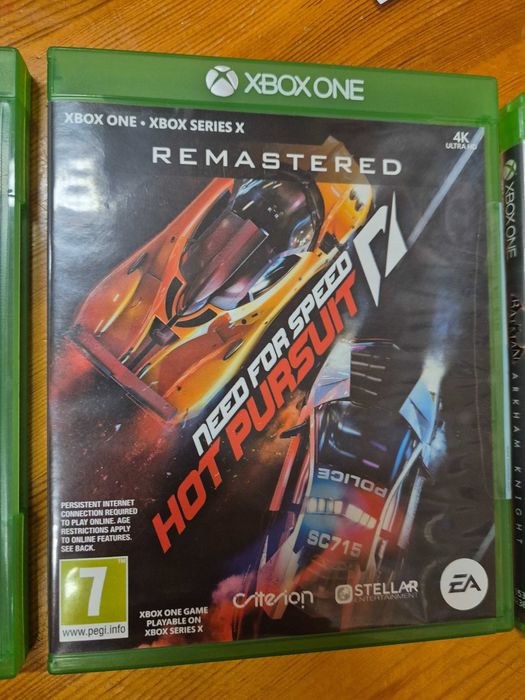 XBOX ONE
XBOX ONE • XBOX SERIES X
4K
ULTRA HD
REMASTERED
NEED FOR SPEED
HOT PURSUIT
POLICE
SC715
PERSISTENT INTERNET
CONNECTION REQUIRED
TO PLAY ONLINE. AGE
RESTRICTIONS APPLY
TO ONLINE FEATURES.
SEE BACK.
7
www.pegi.info
XBOX ONE GAME
PLAYABLE ON
XBOX SERIES X
Criterion
STELLAR
ENTERTAINMENT
EA
XBOX ONE
BATMAN ARKHAM KNIGHT